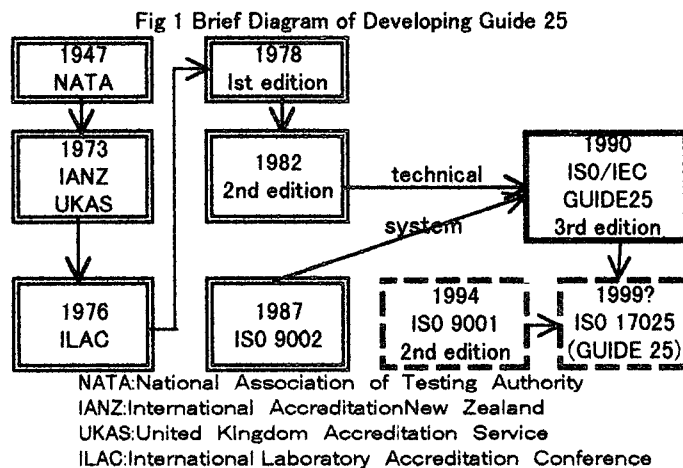 Fig 1 Brief Diagram of Developing Guide 25
1947
NATA
1978
1st edition
1973
IANZ
UKAS
1982
2nd edition
technical
1990
ISO/IEC
GUIDE25
3rd edition
system
1976
ILAC
1987
ISO 9002
1994
ISO 9001
2nd edition
1999?
ISO 17025
(GUIDE 25)
NATA:National Association of Testing Authority
IANZ:International AccreditationNew Zealand
UKAS:United KIngdom Accreditation Service
ILAC:International Laboratory Accreditation Conference